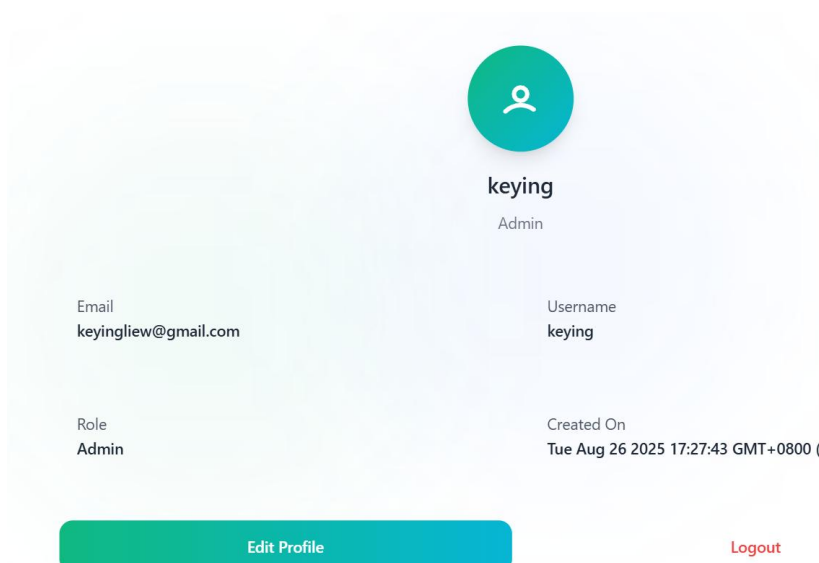 keying
Admin
Email
keyingliew@gmail.com
Username
keying
Role
Admin
Created On
Tue Aug 26 2025 17:27:43 GMT+0800 (
Edit Profile
Logout